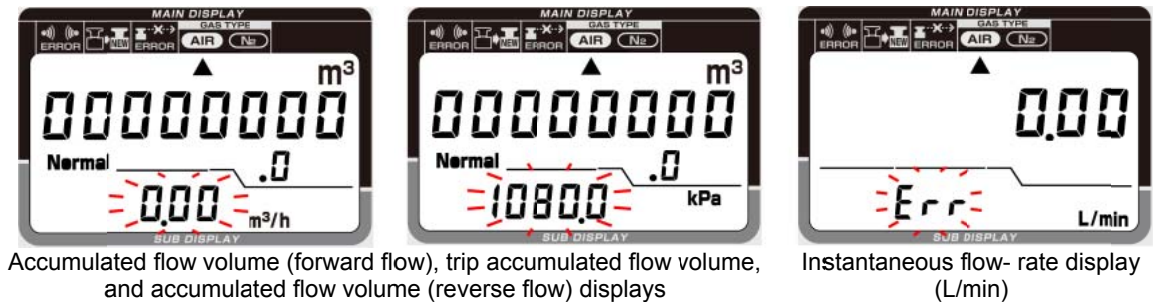 MAIN DISPLAY
GAS TYPE
ERROR NEW ERROR AIR N₂
m³
00000000
Normal .0
0.00 m³/h
SUB DISPLAY
MAIN DISPLAY
GAS TYPE
ERROR NEW ERROR AIR N₂
m³
00000000
Normal .0
1080.0 kPa
SUB DISPLAY
MAIN DISPLAY
GAS TYPE
ERROR NEW ERROR AIR N₂
0.00
Err
L/min
SUB DISPLAY
Accumulated flow volume (forward flow), trip accumulated flow volume,
and accumulated flow volume (reverse flow) displays
Instantaneous flow- rate display
(L/min)